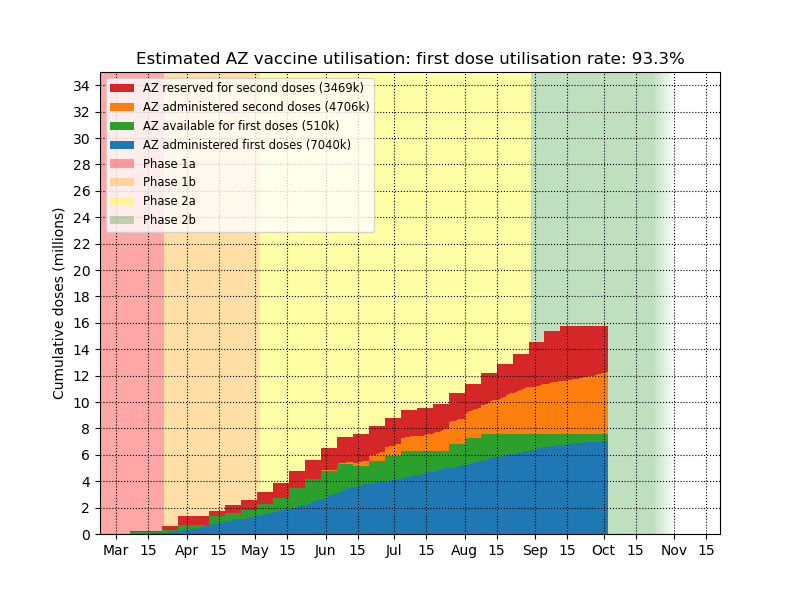 Estimated AZ vaccine utilisation: first dose utilisation rate: 93.3%
Cumulative doses (millions)
34
32
30
28
26
24
22
20
18
16
14
12
10
8
6
4
2
0
AZ reserved for second doses (3469k)
AZ administered second doses (4706k)
AZ available for first doses (510k)
AZ administered first doses (7040k)
Phase 1a
Phase 1b
Phase 2a
Phase 2b
Mar 15 Apr 15 May 15 Jun 15 Jul 15 Aug 15 Sep 15 Oct 15 Nov 15